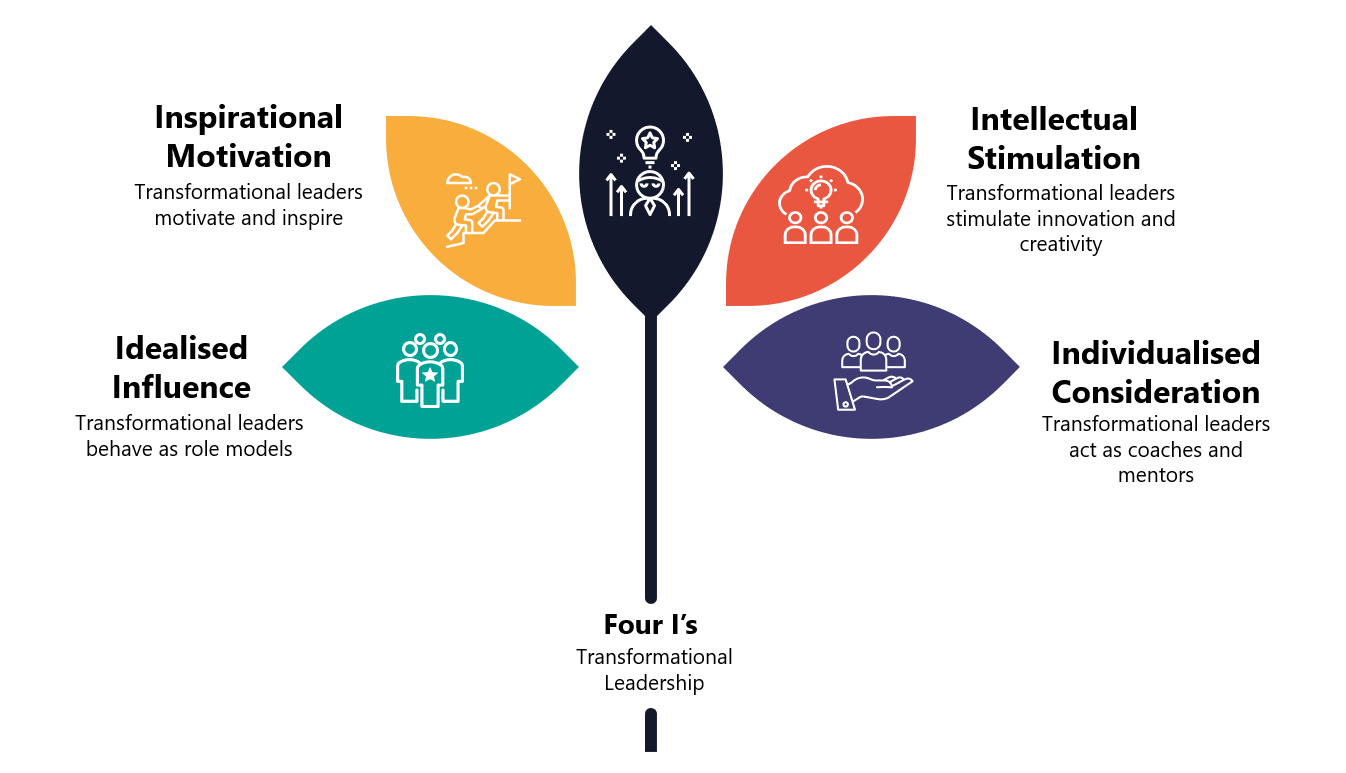 Inspirational
Motivation
Transformational leaders
motivate and inspire
Intellectual
Stimulation
Transformational leaders
stimulate innovation and
creativity
Idealised
Influence
Transformational leaders
behave as role models
Individualised
Consideration
Transformational leaders
act as coaches and
mentors
Four I’s
Transformational
Leadership